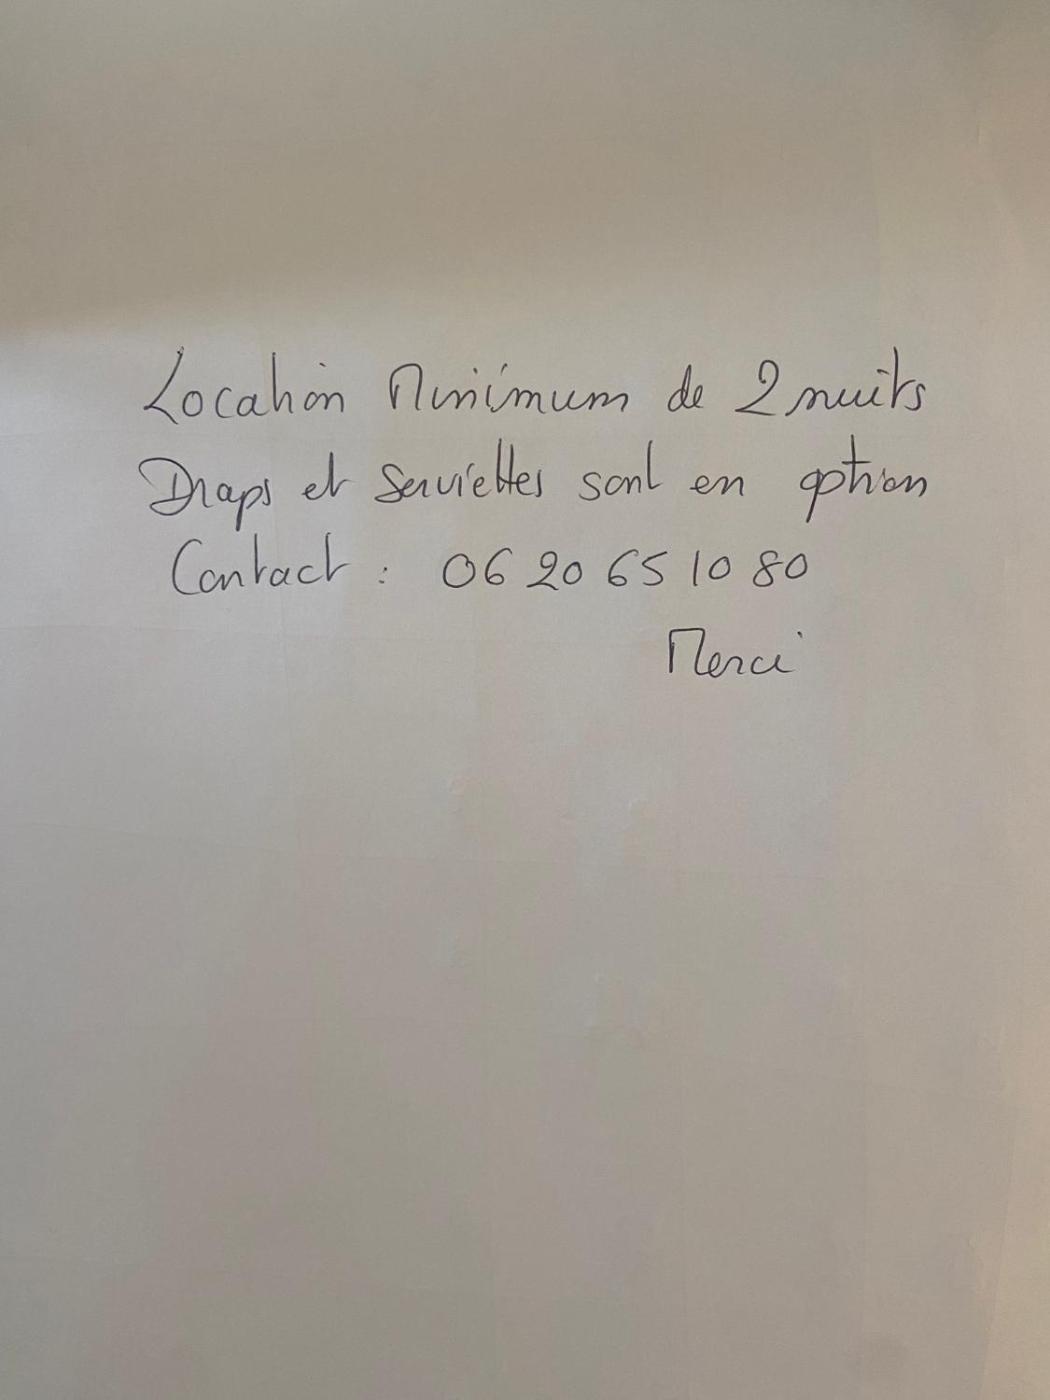 Location Minimum de 2 nuits
Draps et Serviettes sont en option
Contact : 06 20 65 10 80
Merci